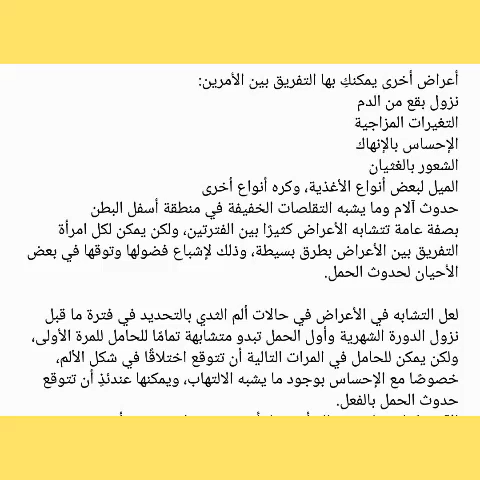 أعراض أخرى يمكنكِ بها التفريق بين الأمرين:
نزول بقع من الدم
التغيرات المزاجية
الإحساس بالإنهاك
الشعور بالغثيان
الميل لبعض أنواع الأغذية، وكره أنواع أخرى
حدوث آلام وما يشبه التقلصات الخفيفة في منطقة أسفل البطن
بصفة عامة تتشابه الأعراض كثيرًا بين الفترتين، ولكن يمكن لكل امرأة
التفريق بين الأعراض بطرق بسيطة، وذلك لإشباع فضولها وتوقها في بعض
الأحيان لحدوث الحمل.
لعل التشابه في الأعراض في حالات ألم الثدي بالتحديد في فترة ما قبل
نزول الدورة الشهرية وأول الحمل تبدو متشابهة تمامًا للحامل للمرة الأولى،
ولكن يمكن للحامل في المرات التالية أن تتوقع اختلاقًا في شكل الألم،
خصوصًا مع الإحساس بوجود ما يشبه الالتهاب، ويمكنها عندئذٍ أن تتوقع
حدوث الحمل بالفعل.